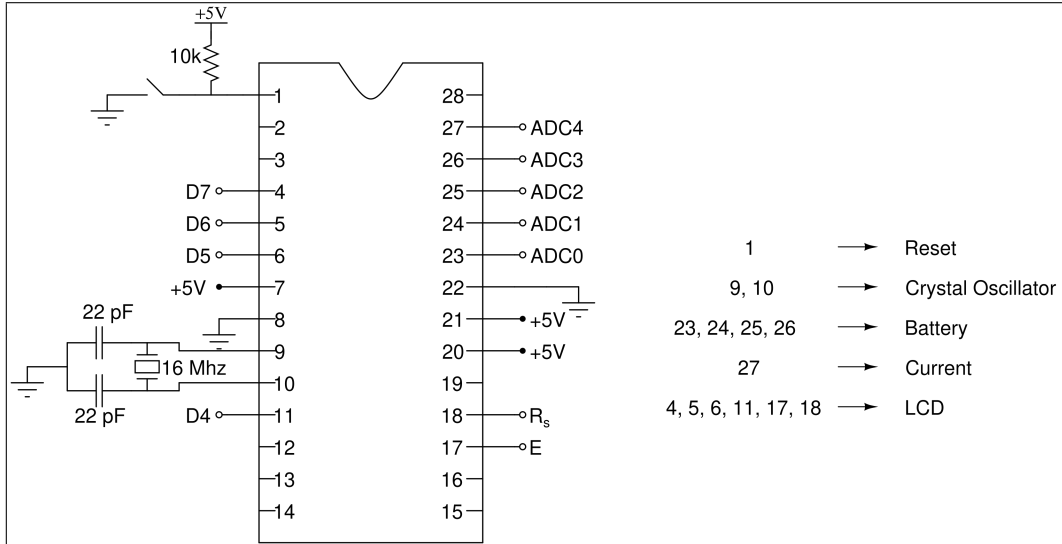 +5V
10k
1 28
2 27 ADC4
3 26 ADC3
D7 4 25 ADC2
D6 5 24 ADC1
D5 6 23 ADC0
+5V 7 22
22 pF
8 21 +5V
9 20 +5V
16 Mhz
10 19
22 pF
D4 11 18 Rs
12 17 E
13 16
14 15
1 Reset
9, 10 Crystal Oscillator
23, 24, 25, 26 Battery
27 Current
4, 5, 6, 11, 17, 18 LCD